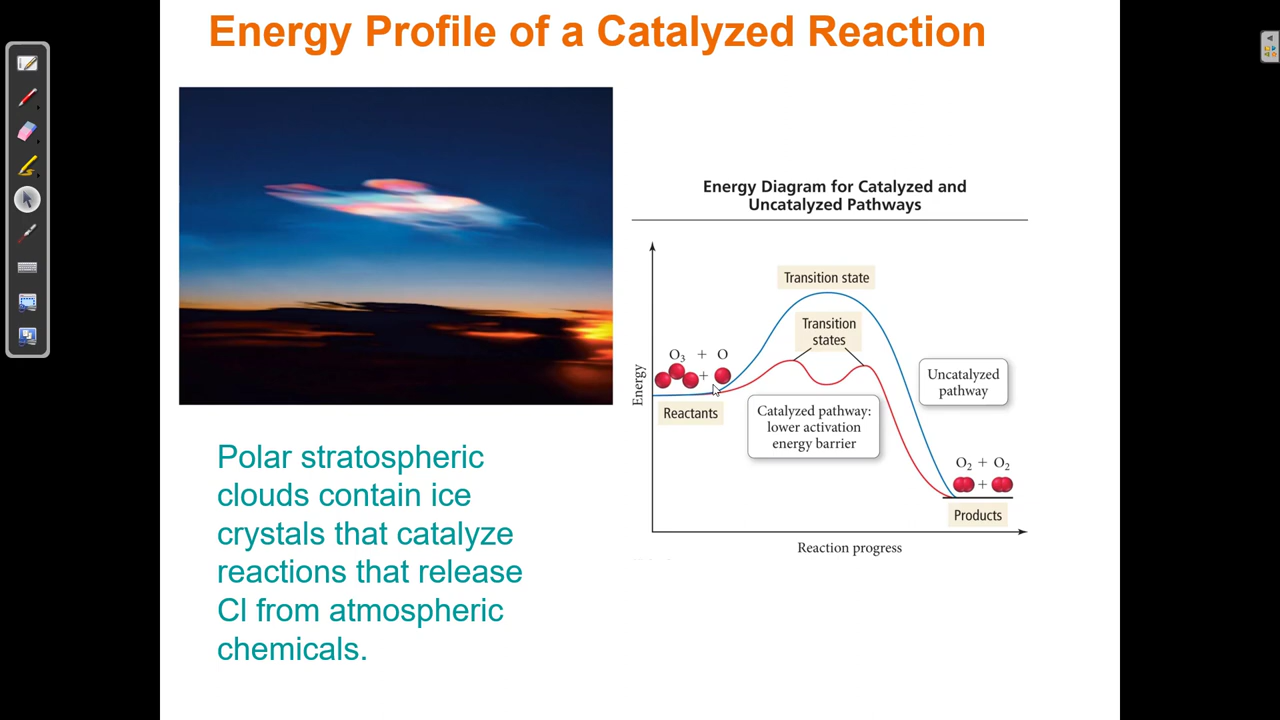 Energy Profile of a Catalyzed Reaction
Polar stratospheric
clouds contain ice
crystals that catalyze
reactions that release
Cl from atmospheric
chemicals.
Energy Diagram for Catalyzed and
Uncatalyzed Pathways
Energy
Transition state
Transition
states
O₃ + O
+
Reactants
Catalyzed pathway:
lower activation
energy barrier
Uncatalyzed
pathway
O₂ + O₂
+
Products
Reaction progress